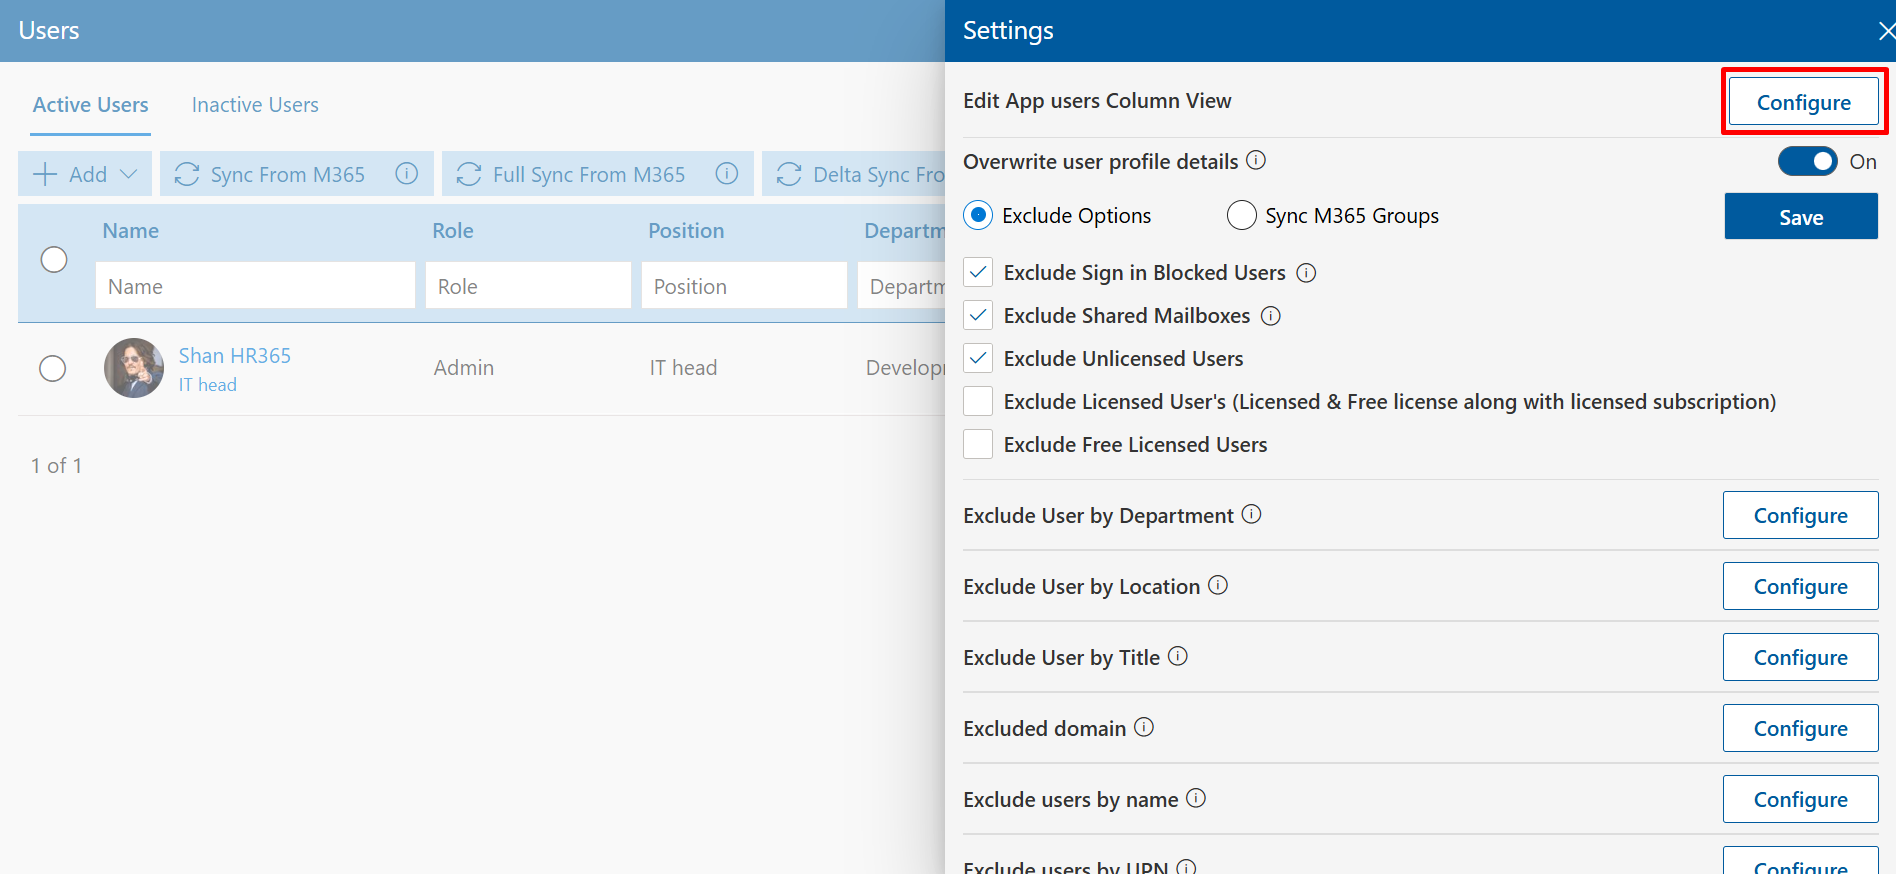 Users
Active Users Inactive Users
Add Sync From M365 Full Sync From M365 Delta Sync Fro
Name Role Position Departm
Name Role Position Departm
Shan HR365
IT head
Admin IT head Develop
1 of 1
Settings
Edit App users Column View Configure
Overwrite user profile details On
Exclude Options Sync M365 Groups Save
Exclude Sign in Blocked Users
Exclude Shared Mailboxes
Exclude Unlicensed Users
Exclude Licensed User's (Licensed & Free license along with licensed subscription)
Exclude Free Licensed Users
Exclude User by Department Configure
Exclude User by Location Configure
Exclude User by Title Configure
Excluded domain Configure
Exclude users by name Configure
Exclude users by UPN Configure